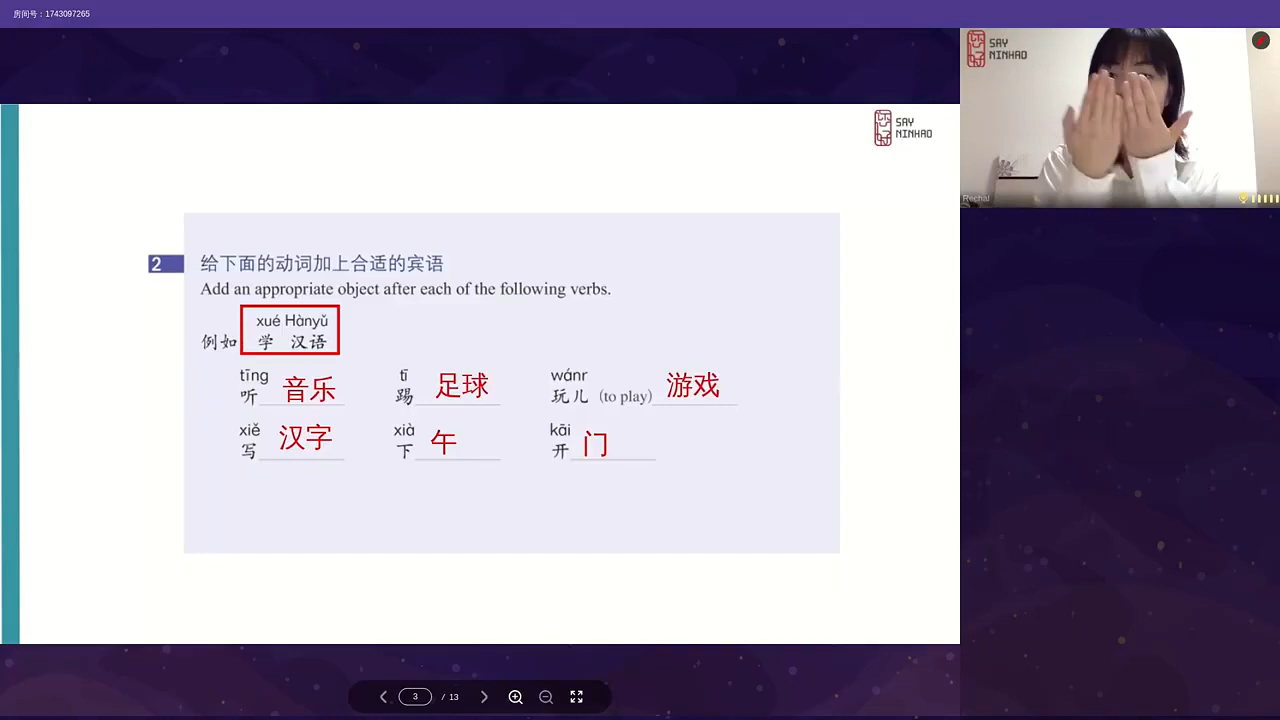 房间号：1743097265
SAY
NINHAO
SAY
NINHAO
Rechal
2 给下面的动词加上合适的宾语
Add an appropriate object after each of the following verbs.
xué Hànyǔ
例如 学 汉语
tīng tī wánr
听 音乐 踢 足球 玩儿 (to play) 游戏
xiě xià kāi
写 汉字 下 午 开 门
3 / 13